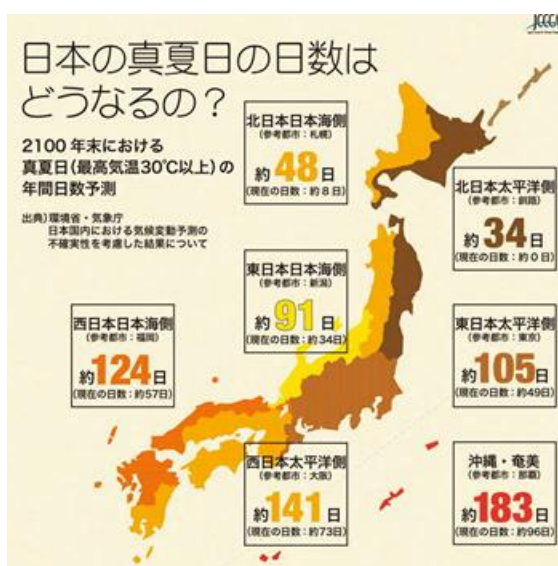 JCCCA
日本の真夏日の日数は
どうなるの？
2100年末における
真夏日(最高気温30℃以上)の
年間日数予測
出典)環境省・気象庁
日本国内における気候変動予測の
不確実性を考慮した結果について
北日本日本海側
(参考都市：札幌)
約48日
(現在の日数：約8日)
北日本太平洋側
(参考都市：釧路)
約34日
(現在の日数：約0日)
東日本日本海側
(参考都市：新潟)
約91日
(現在の日数：約34日)
西日本日本海側
(参考都市：福岡)
約124日
(現在の日数：約57日)
東日本太平洋側
(参考都市：東京)
約105日
(現在の日数：約49日)
西日本太平洋側
(参考都市：大阪)
約141日
(現在の日数：約73日)
沖縄・奄美
(参考都市：那覇)
約183日
(現在の日数：約96日)